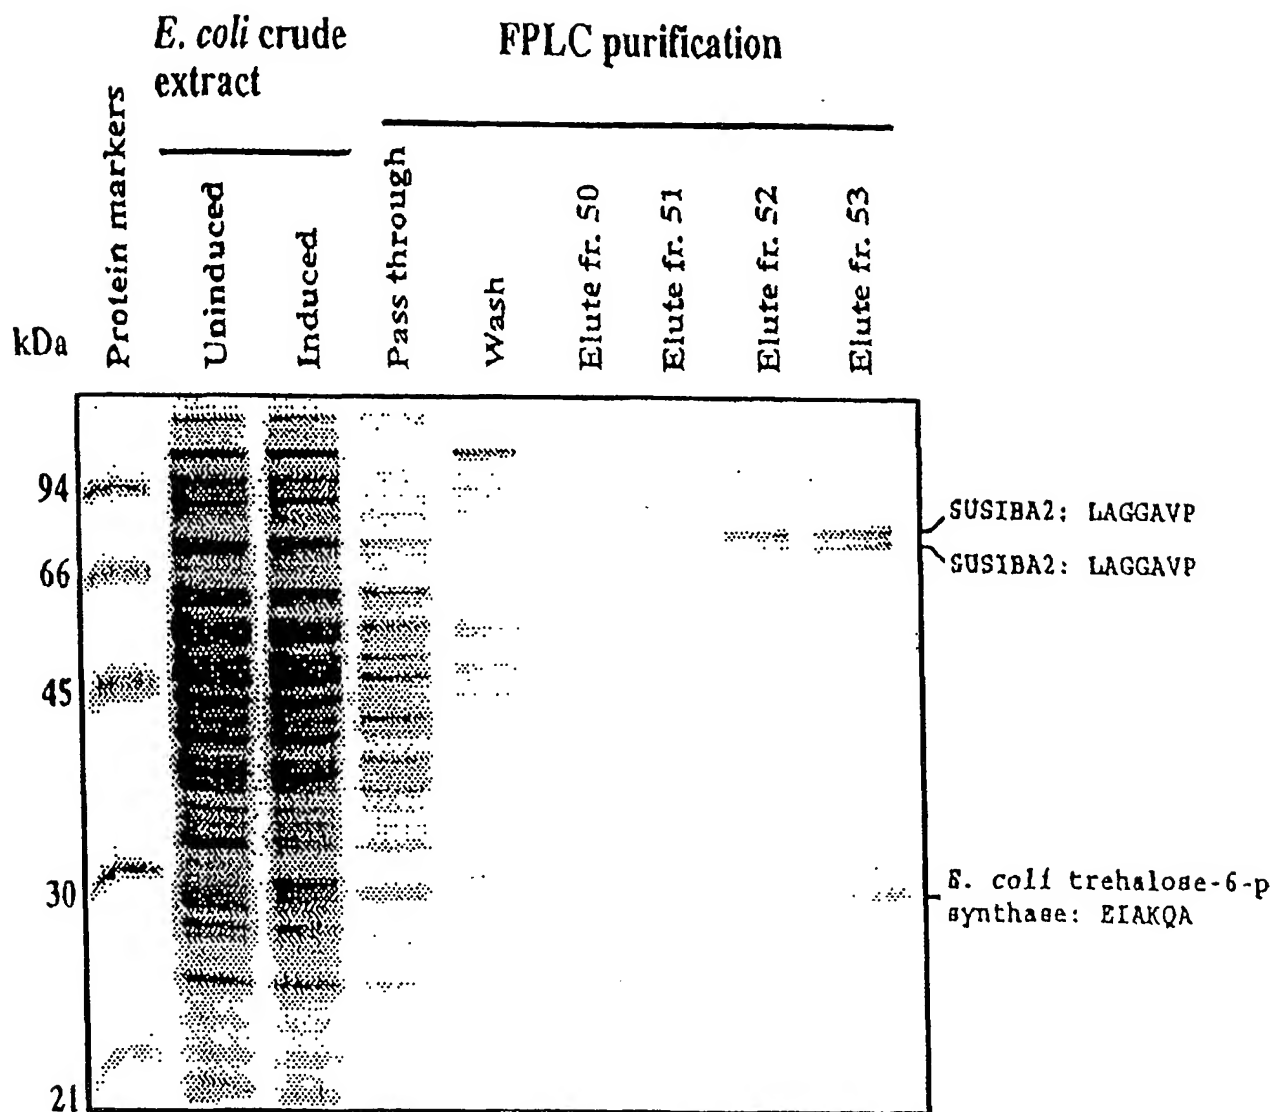 E. coli crude
extract
FPLC purification
kDa
Protein markers
Uninduced
Induced
Pass through
Wash
Elute fr. 50
Elute fr. 51
Elute fr. 52
Elute fr. 53
94
66
45
30
21
SUSIBA2: LAGGAVP
SUSIBA2: LAGGAVP
E. coli trehalose-6-p
synthase: EIAKQA